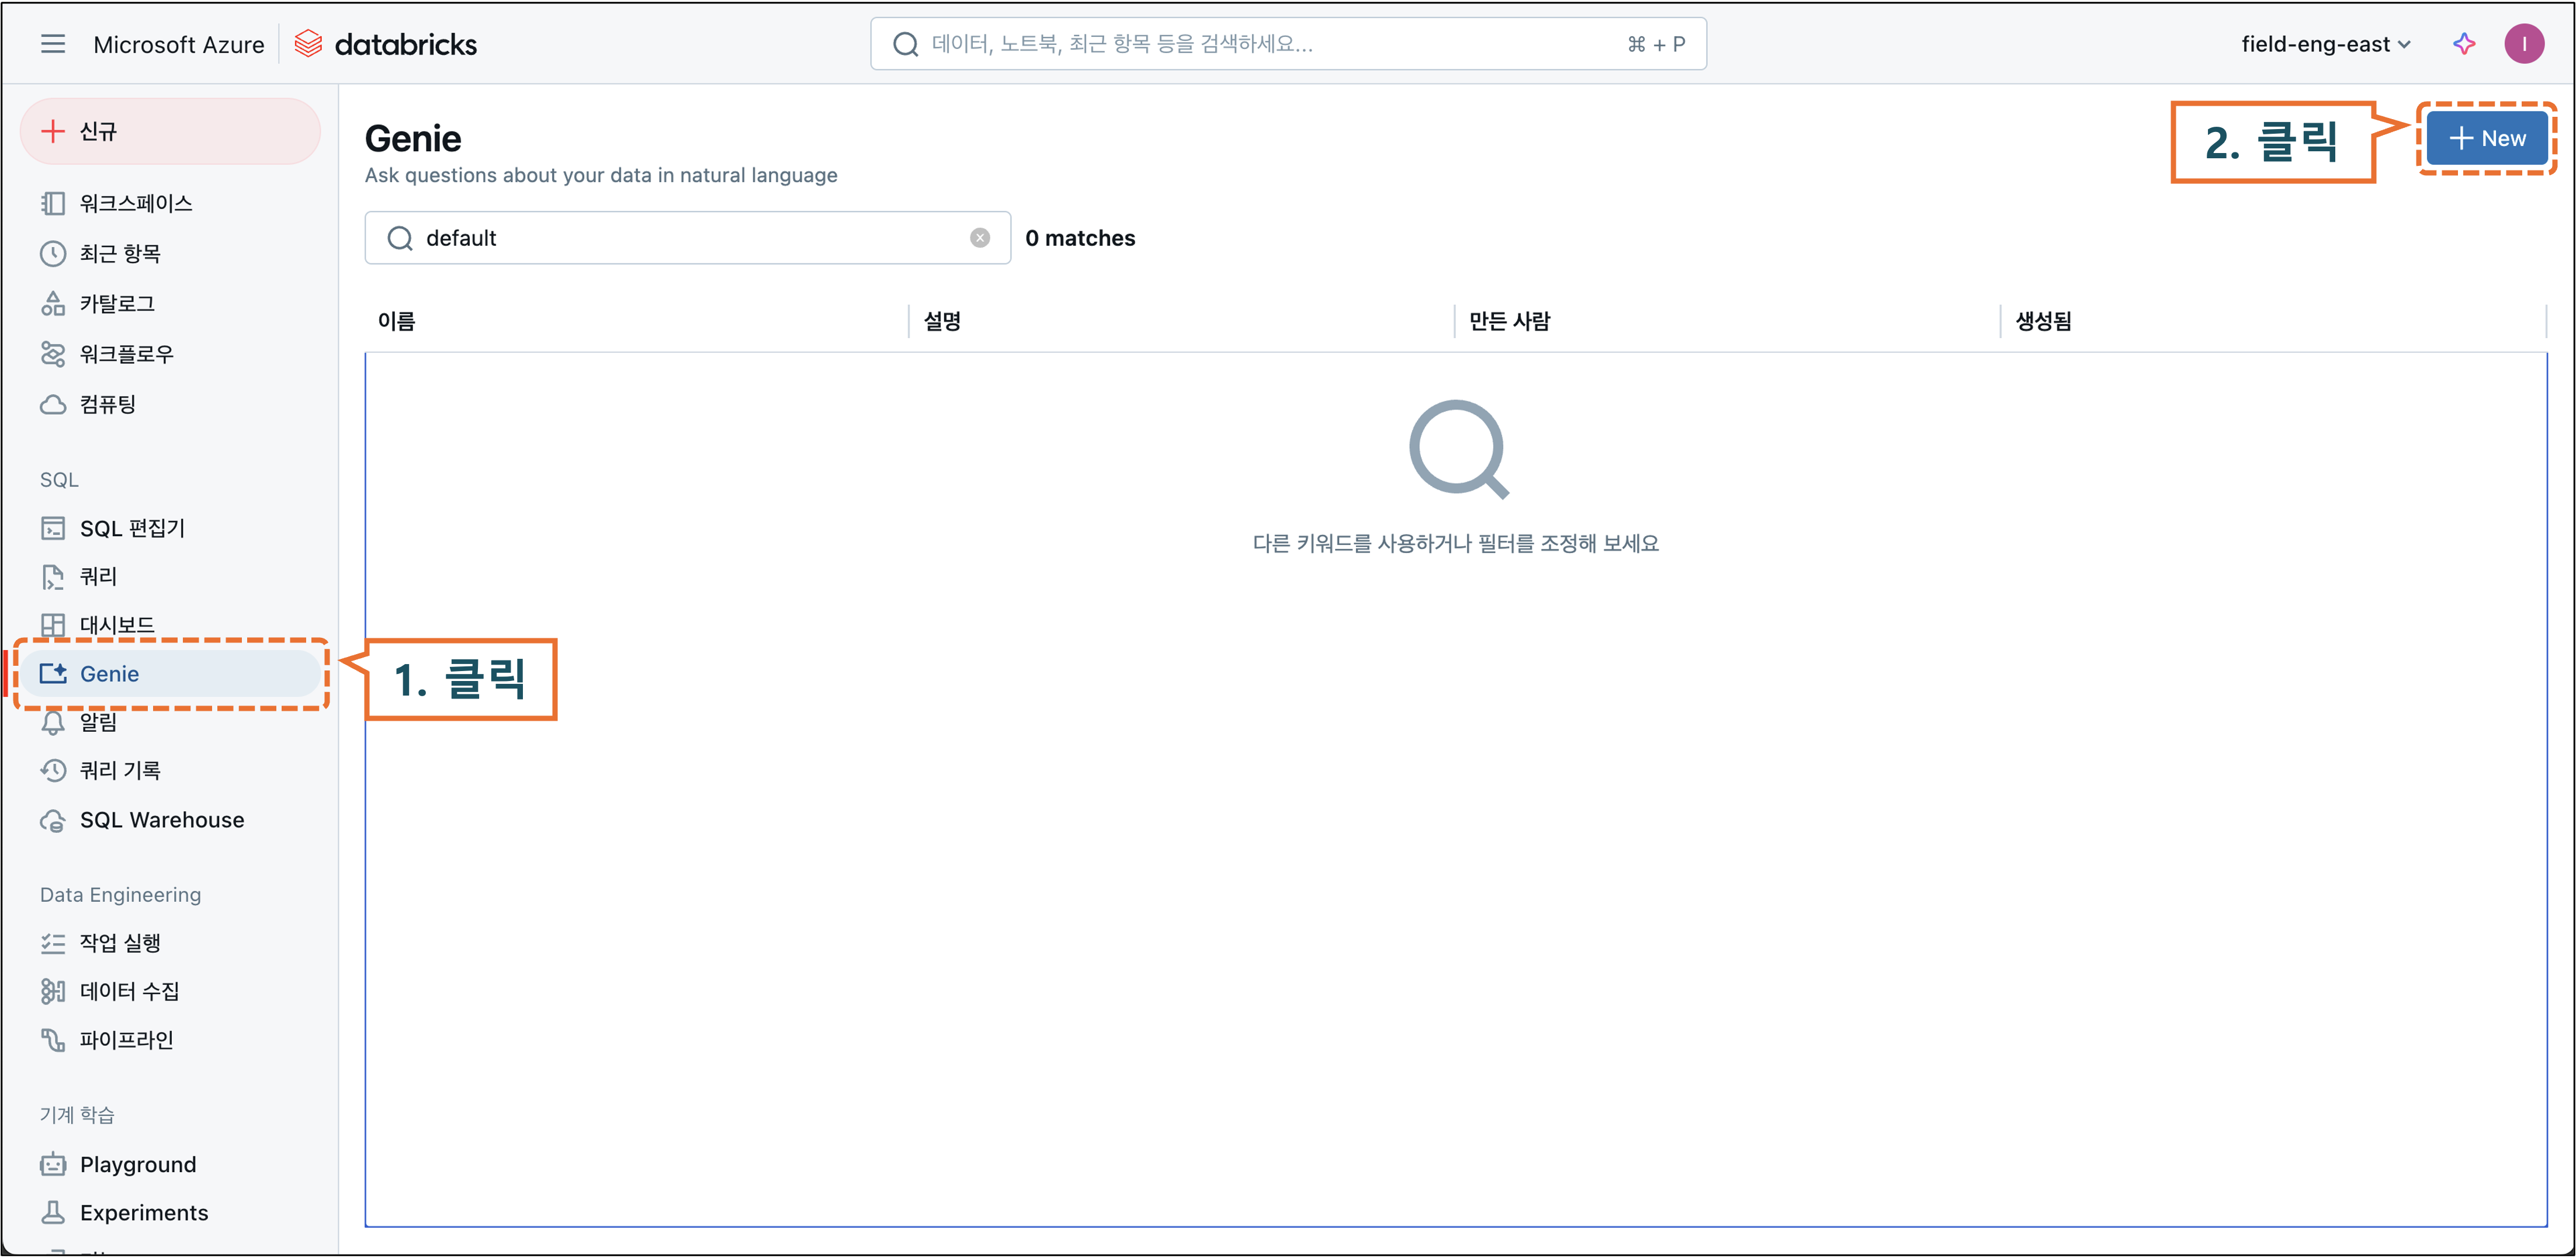 Microsoft Azure databricks
데이터, 노트북, 최근 항목 등을 검색하세요... ⌘ + P
field-eng-east
I
신규
워크스페이스
최근 항목
카탈로그
워크플로우
컴퓨팅
SQL
SQL 편집기
쿼리
대시보드
Genie
알림
쿼리 기록
SQL Warehouse
Data Engineering
작업 실행
데이터 수집
파이프라인
기계 학습
Playground
Experiments
1. 클릭
Genie
Ask questions about your data in natural language
2. 클릭
+ New
default
0 matches
이름 설명 만든 사람 생성됨
다른 키워드를 사용하거나 필터를 조정해 보세요